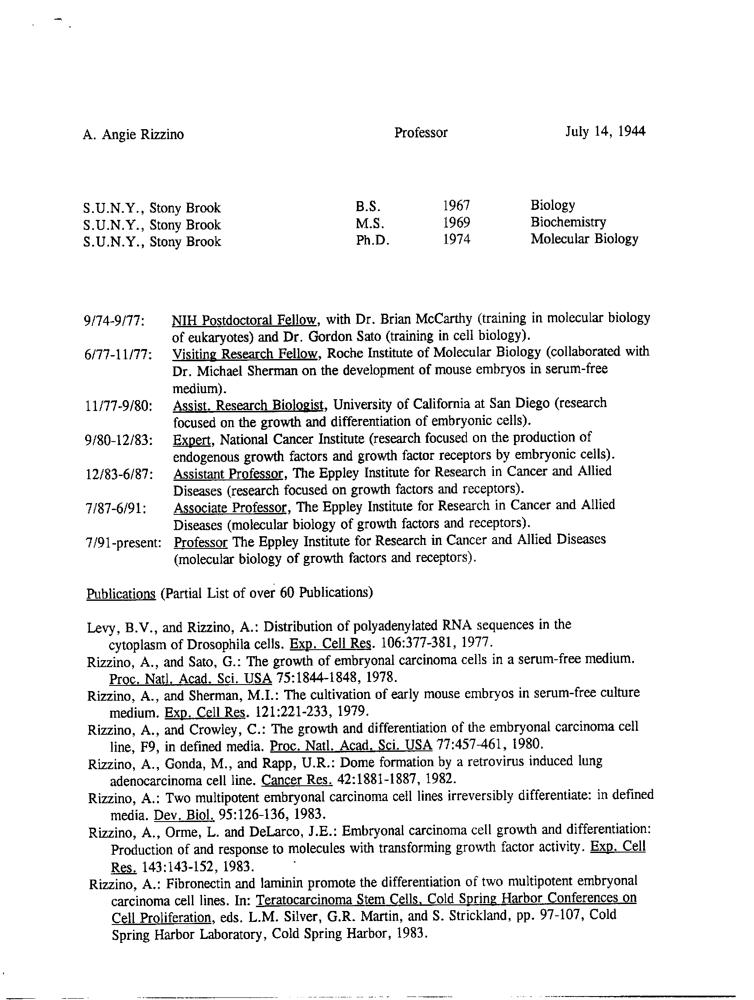 A. Angie Rizzino Professor July 14, 1944
S.U.N.Y., Stony Brook B.S. 1967 Biology
S.U.N.Y., Stony Brook M.S. 1969 Biochemistry
S.U.N.Y., Stony Brook Ph.D. 1974 Molecular Biology
9/74-9/77: NIH Postdoctoral Fellow, with Dr. Brian McCarthy (training in molecular biology
of eukaryotes) and Dr. Gordon Sato (training in cell biology).
6/77-11/77: Visiting Research Fellow, Roche Institute of Molecular Biology (collaborated with
Dr. Michael Sherman on the development of mouse embryos in serum-free
medium).
11/77-9/80: Assist. Research Biologist, University of California at San Diego (research
focused on the growth and differentiation of embryonic cells).
9/80-12/83: Expert, National Cancer Institute (research focused on the production of
endogenous growth factors and growth factor receptors by embryonic cells).
12/83-6/87: Assistant Professor, The Eppley Institute for Research in Cancer and Allied
Diseases (research focused on growth factors and receptors).
7/87-6/91: Associate Professor, The Eppley Institute for Research in Cancer and Allied
Diseases (molecular biology of growth factors and receptors).
7/91-present: Professor The Eppley Institute for Research in Cancer and Allied Diseases
(molecular biology of growth factors and receptors).
Publications (Partial List of over 60 Publications)
Levy, B.V., and Rizzino, A.: Distribution of polyadenylated RNA sequences in the
cytoplasm of Drosophila cells. Exp. Cell Res. 106:377-381, 1977.
Rizzino, A., and Sato, G.: The growth of embryonal carcinoma cells in a serum-free medium.
Proc. Natl. Acad. Sci. USA 75:1844-1848, 1978.
Rizzino, A., and Sherman, M.I.: The cultivation of early mouse embryos in serum-free culture
medium. Exp. Cell Res. 121:221-233, 1979.
Rizzino, A., and Crowley, C.: The growth and differentiation of the embryonal carcinoma cell
line, F9, in defined media. Proc. Natl. Acad. Sci. USA 77:457-461, 1980.
Rizzino, A., Gonda, M., and Rapp, U.R.: Dome formation by a retrovirus induced lung
adenocarcinoma cell line. Cancer Res. 42:1881-1887, 1982.
Rizzino, A.: Two multipotent embryonal carcinoma cell lines irreversibly differentiate: in defined
media. Dev. Biol. 95:126-136, 1983.
Rizzino, A., Orme, L. and DeLarco, J.E.: Embryonal carcinoma cell growth and differentiation:
Production of and response to molecules with transforming growth factor activity. Exp. Cell
Res. 143:143-152, 1983.
Rizzino, A.: Fibronectin and laminin promote the differentiation of two multipotent embryonal
carcinoma cell lines. In: Teratocarcinoma Stem Cells, Cold Spring Harbor Conferences on
Cell Proliferation, eds. L.M. Silver, G.R. Martin, and S. Strickland, pp. 97-107, Cold
Spring Harbor Laboratory, Cold Spring Harbor, 1983.